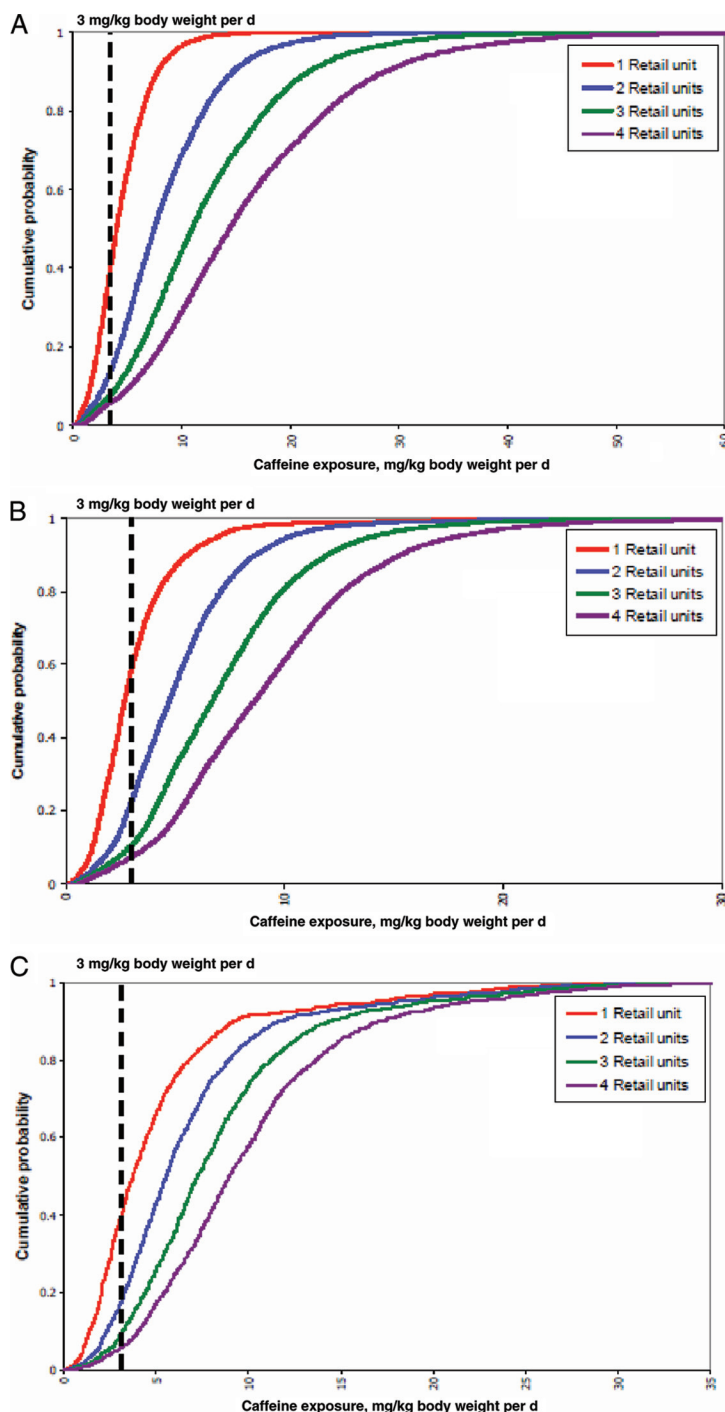 A
3 mg/kg body weight per d
1
0.8
0.6
0.4
0.2
0
Cumulative probability
1 Retail unit
2 Retail units
3 Retail units
4 Retail units
0
10
20
30
40
50
60
Caffeine exposure, mg/kg body weight per d
B
3 mg/kg body weight per d
1
0.8
0.6
0.4
0.2
0
Cumulative probability
1 Retail unit
2 Retail units
3 Retail units
4 Retail units
0
10
20
30
Caffeine exposure, mg/kg body weight per d
C
3 mg/kg body weight per d
1
0.8
0.6
0.4
0.2
0
Cumulative probability
1 Retail unit
2 Retail units
3 Retail units
4 Retail units
0
5
10
15
20
25
30
35
Caffeine exposure, mg/kg body weight per d